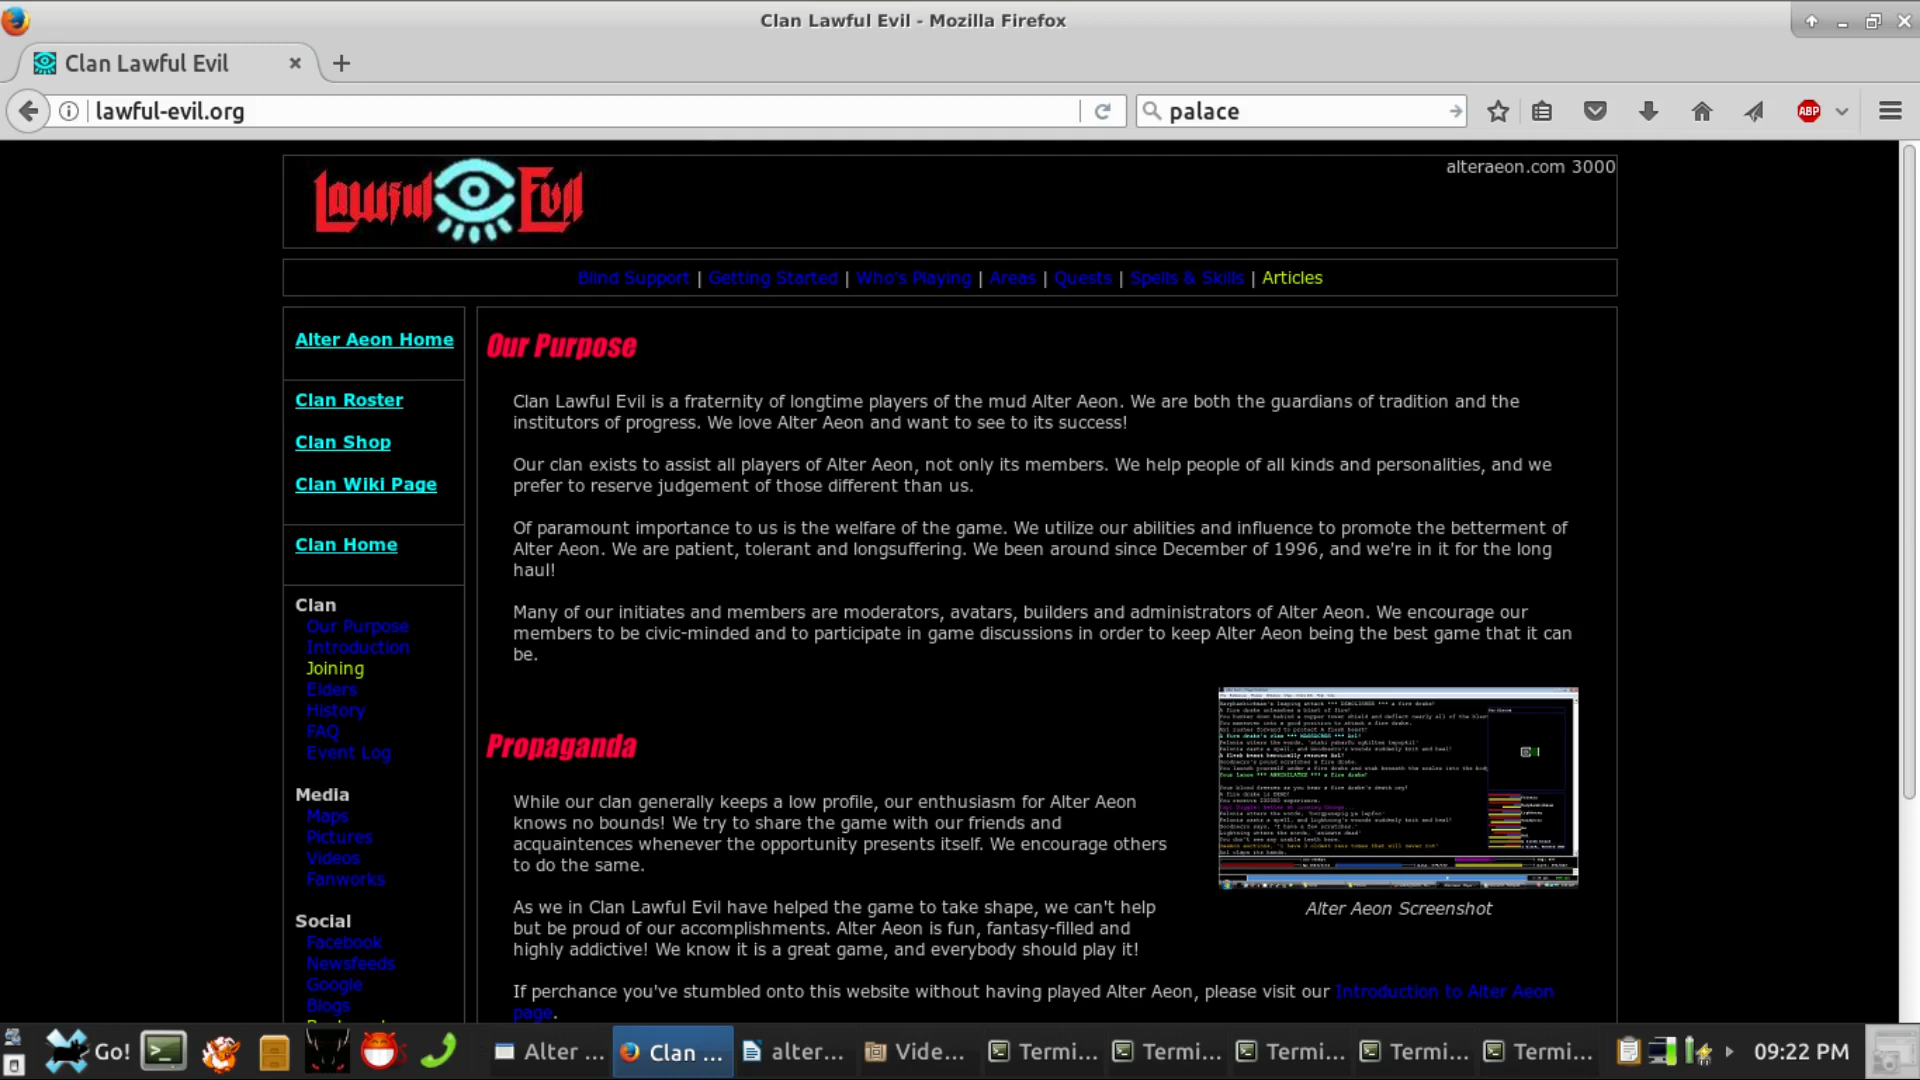 Clan Lawful Evil - Mozilla Firefox
Clan Lawful Evil
lawful-evil.org
palace
ABP
Lawful Evil
alteraeon.com 3000
Blind Support | Getting Started | Who's Playing | Areas | Quests | Spells & Skills | Articles
Alter Aeon Home
Clan Roster
Clan Shop
Clan Wiki Page
Clan Home
Clan
Our Purpose
Introduction
Joining
Elders
History
FAQ
Event Log
Media
Maps
Pictures
Videos
Fanworks
Social
Facebook
Newsfeeds
Google
Blogs
Our Purpose
Clan Lawful Evil is a fraternity of longtime players of the mud Alter Aeon. We are both the guardians of tradition and the
institutors of progress. We love Alter Aeon and want to see to its success!
Our clan exists to assist all players of Alter Aeon, not only its members. We help people of all kinds and personalities, and we
prefer to reserve judgement of those different than us.
Of paramount importance to us is the welfare of the game. We utilize our abilities and influence to promote the betterment of
Alter Aeon. We are patient, tolerant and longsuffering. We been around since December of 1996, and we're in it for the long
haul!
Many of our initiates and members are moderators, avatars, builders and administrators of Alter Aeon. We encourage our
members to be civic-minded and to participate in game discussions in order to keep Alter Aeon being the best game that it can
be.
Propaganda
While our clan generally keeps a low profile, our enthusiasm for Alter Aeon
knows no bounds! We try to share the game with our friends and
acquaintences whenever the opportunity presents itself. We encourage others
to do the same.
As we in Clan Lawful Evil have helped the game to take shape, we can't help
but be proud of our accomplishments. Alter Aeon is fun, fantasy-filled and
highly addictive! We know it is a great game, and everybody should play it!
If perchance you've stumbled onto this website without having played Alter Aeon, please visit our Introduction to Alter Aeon
page.
Alter Aeon Screenshot
Go!
Alter ...
Clan ...
alter...
Vide...
Termi...
Termi...
Termi...
Termi...
Termi...
09:22 PM